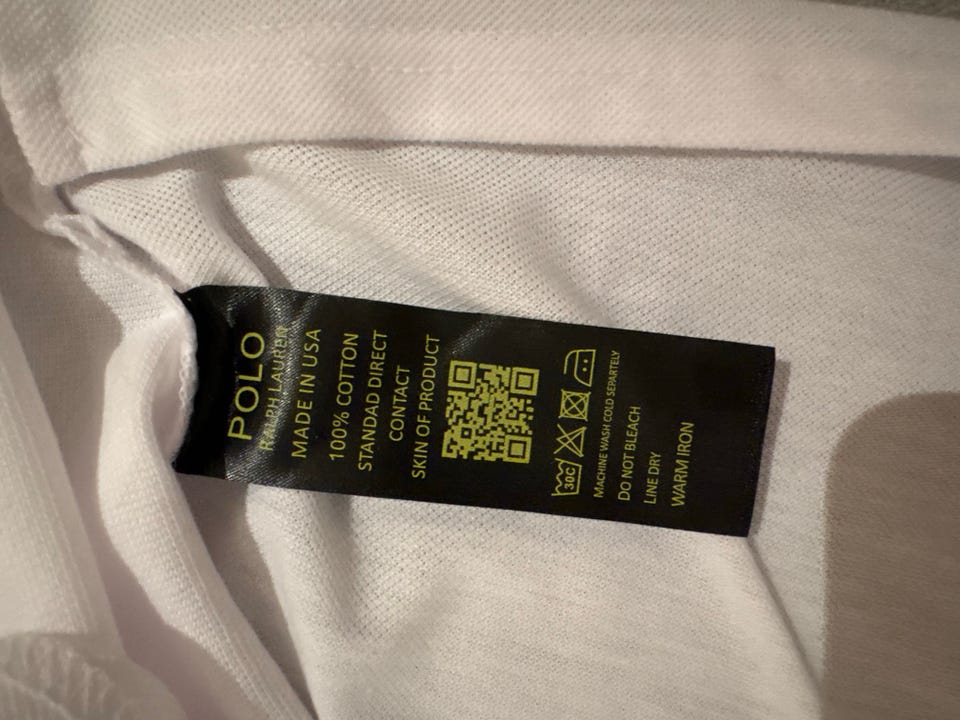 POLO
RALPH LAUREN
MADE IN USA
100% COTTON
STANDAD DIRECT
CONTACT
SKIN OF PRODUCT
30C
MACHINE WASH COLD SEPARTELY
DO NOT BLEACH
LINE DRY
WARM IRON